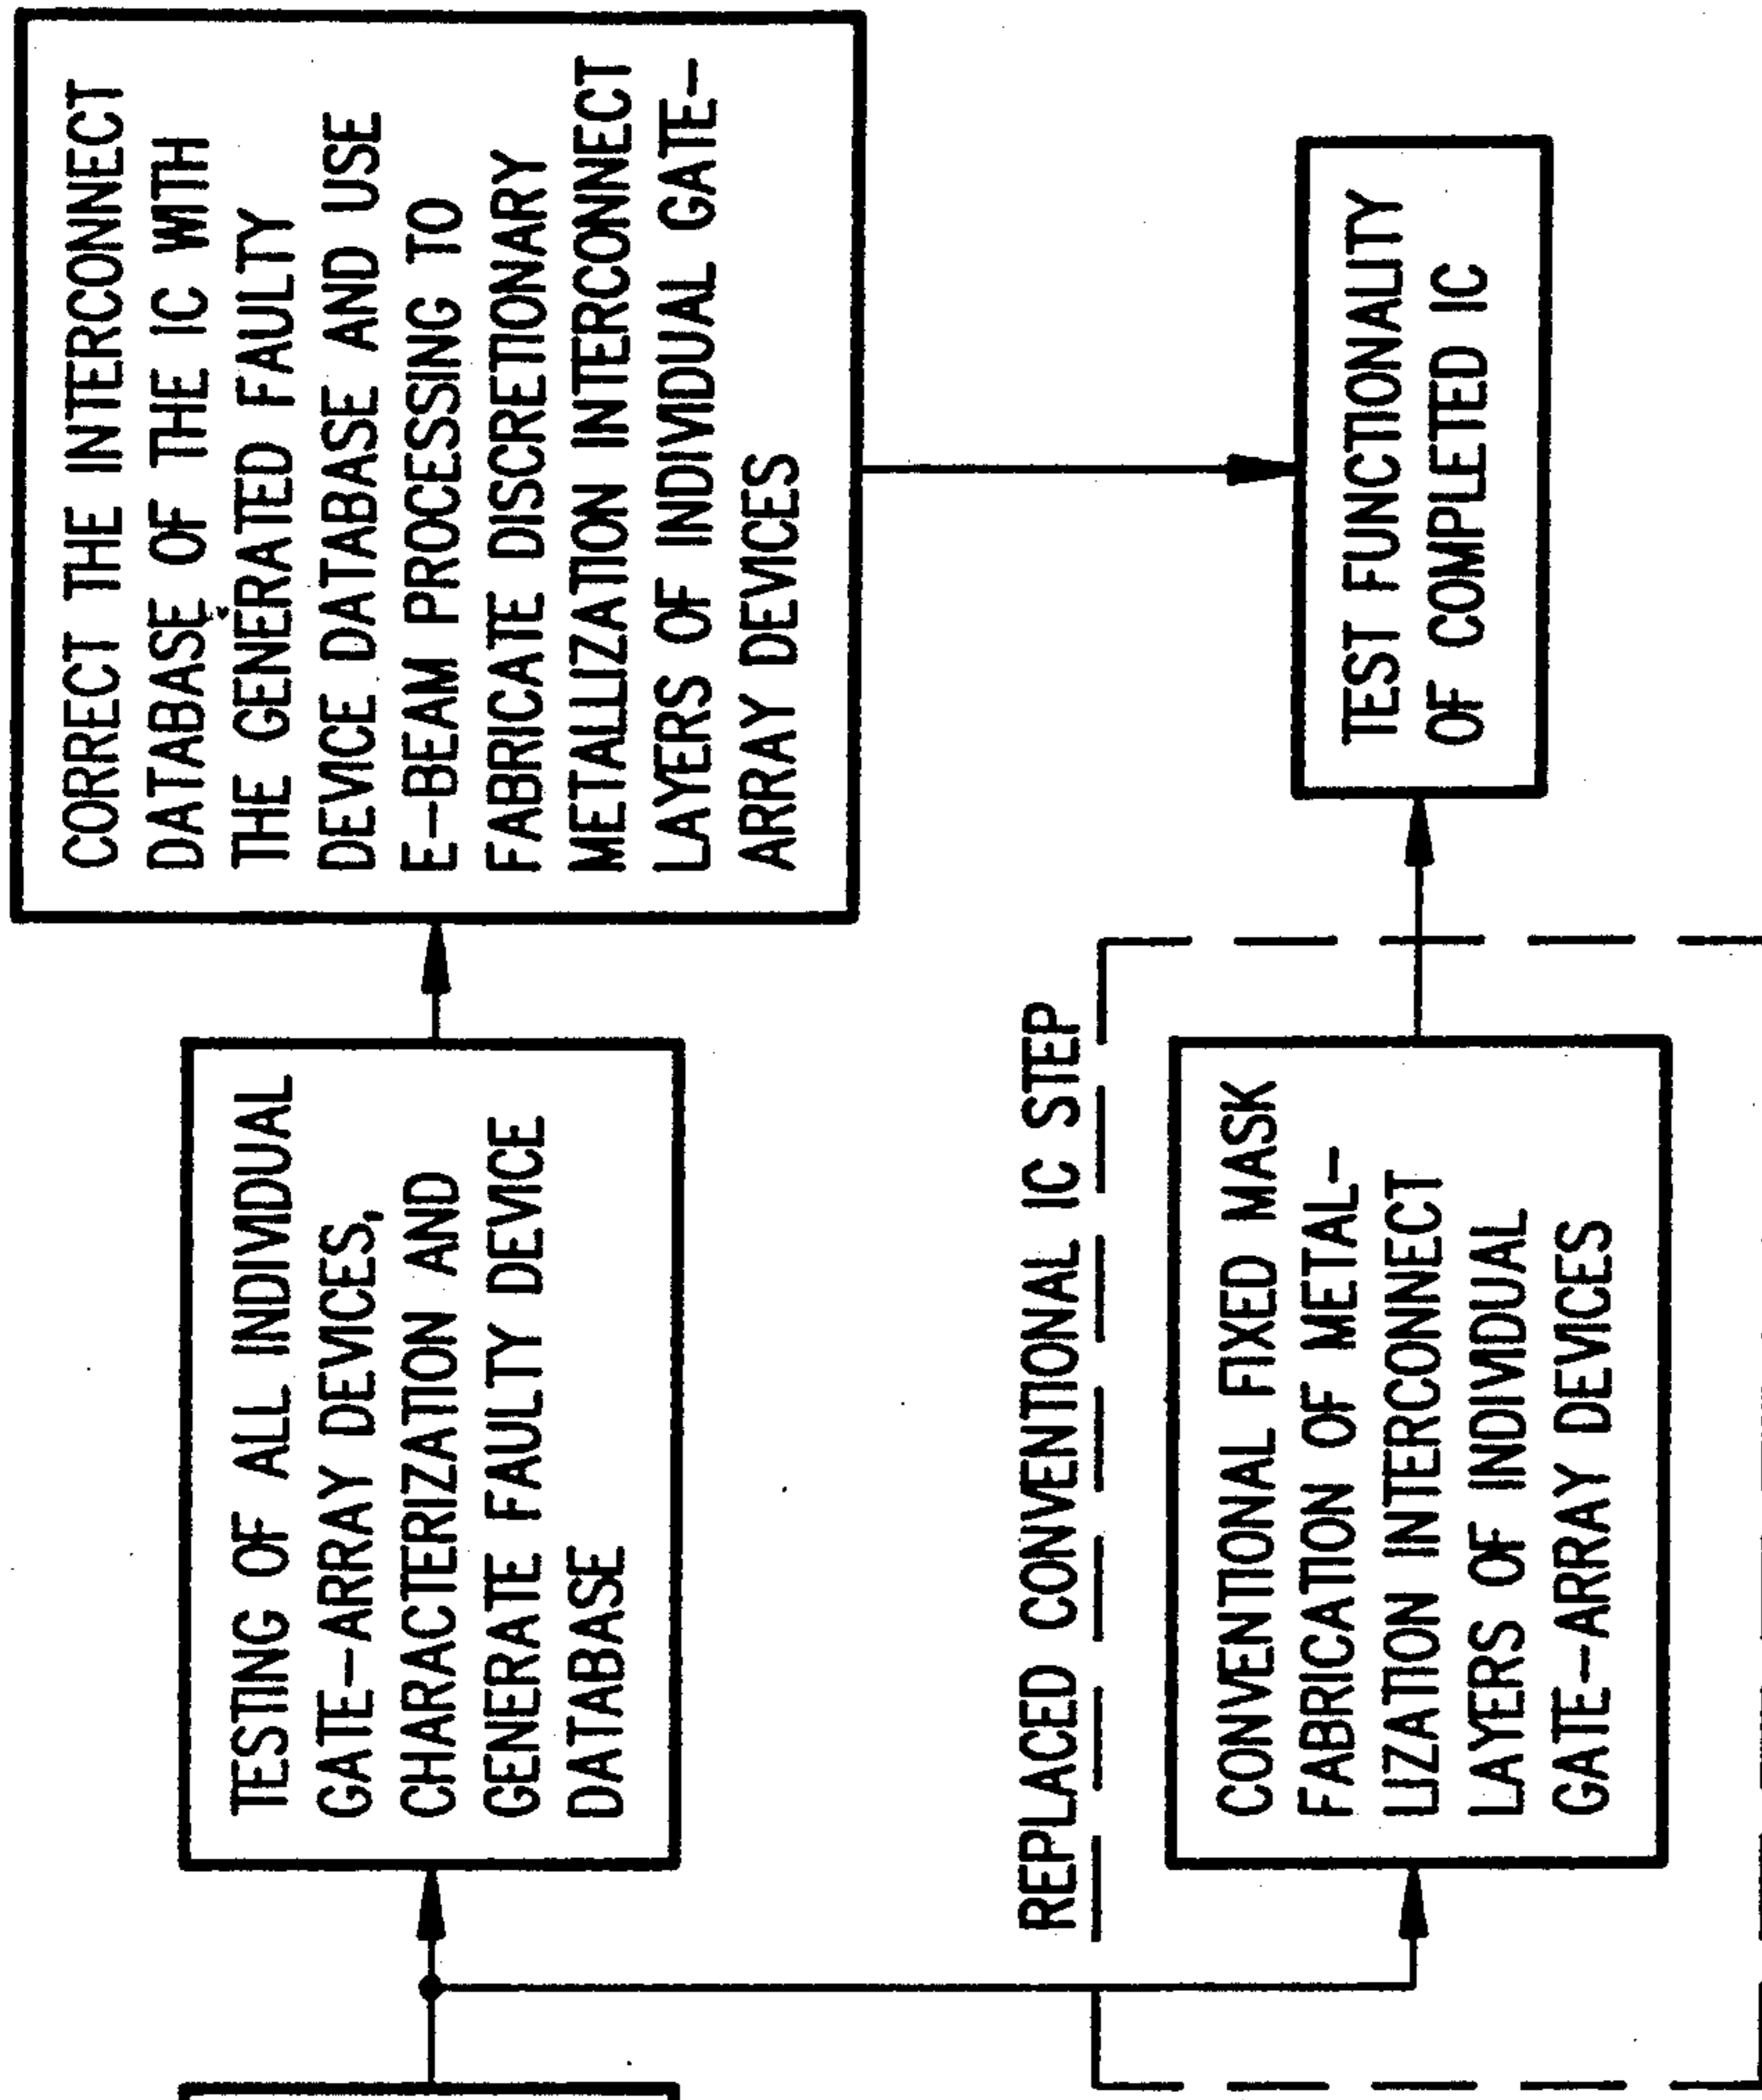 TESTING OF ALL INDIVIDUAL
GATE-ARRAY DEVICES,
CHARACTERIZATION AND
GENERATE FAULTY DEVICE
DATABASE
CORRECT THE INTERCONNECT
DATABASE OF THE IC WITH
THE GENERATED FAULTY
DEVICE DATABASE AND USE
E-BEAM PROCESSING TO
FABRICATE DISCRETIONARY
METALLIZATION INTERCONNECT
LAYERS OF INDIVIDUAL GATE-
ARRAY DEVICES
REPLACED CONVENTIONAL IC STEP
CONVENTIONAL FIXED MASK
FABRICATION OF METAL-
LIZATION INTERCONNECT
LAYERS OF INDIVIDUAL
GATE-ARRAY DEVICES
TEST FUNCTIONALITY
OF COMPLETED IC